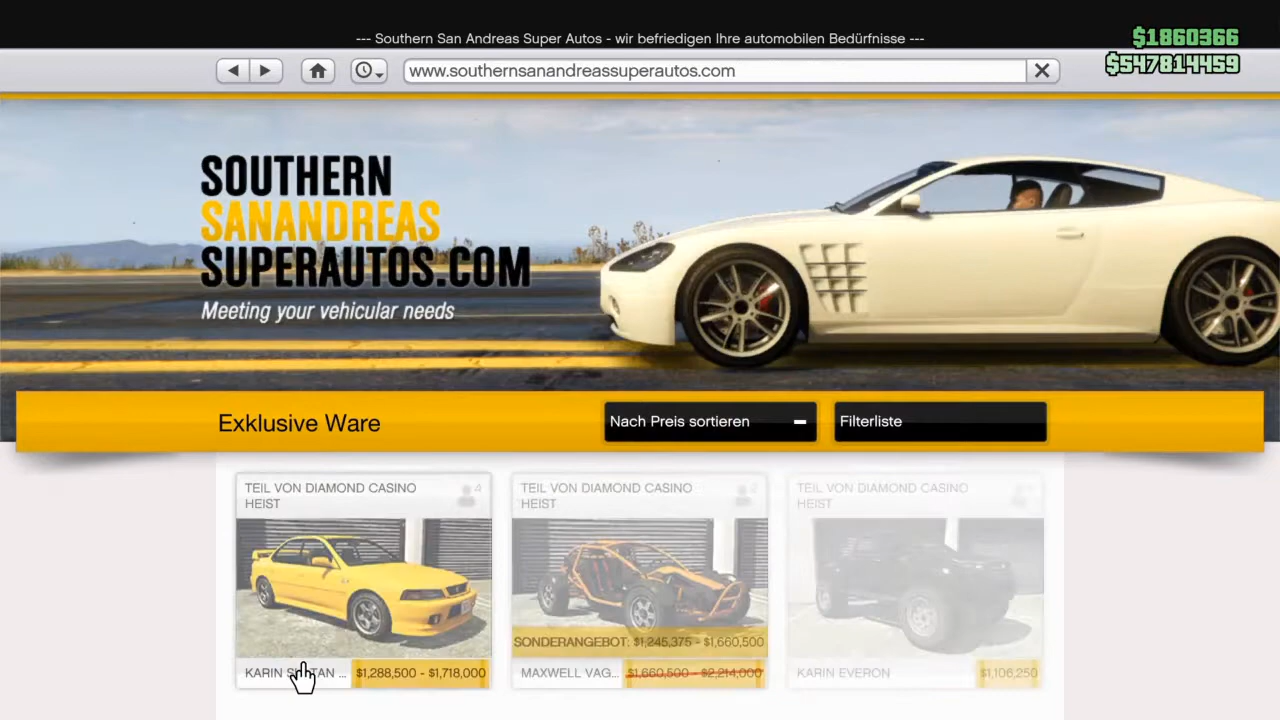 --- Southern San Andreas Super Autos - wir befriedigen Ihre automobilen Bedürfnisse ---
$1860366
$547814459
www.southernsanandreassuperautos.com
SOUTHERN
SANANDREAS
SUPERAUTOS.COM
Meeting your vehicular needs
Exklusive Ware
Nach Preis sortieren
Filterliste
TEIL VON DIAMOND CASINO
HEIST
4
TEIL VON DIAMOND CASINO
HEIST
TEIL VON DIAMOND CASINO
HEIST
SONDERANGEBOT: $1,245,375 - $1,660,500
KARIN SULTAN ...
$1,288,500 - $1,718,000
MAXWELL VAG...
$1,660,500 - $2,214,000
KARIN EVERON
$1,106,250